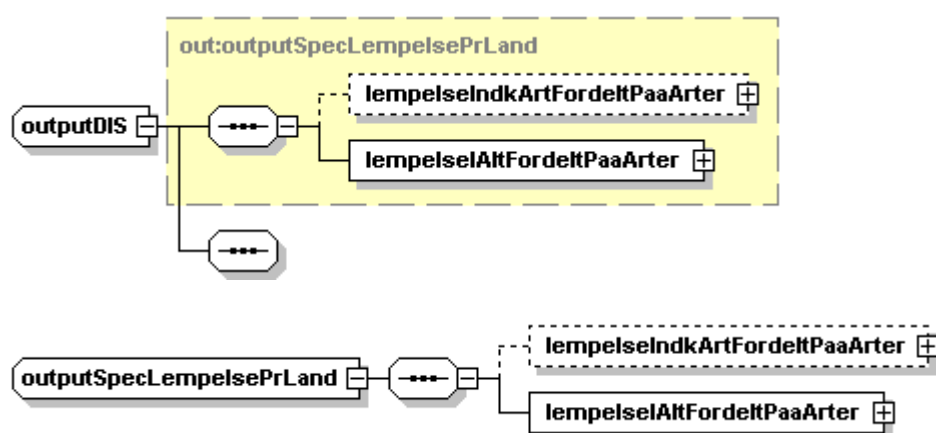 out:outputSpecLempelsePrLand
lempelseIndkArtFordeltPaaArter
outputDIS
lempelseIAltFordeltPaaArter
lempelseIndkArtFordeltPaaArter
outputSpecLempelsePrLand
lempelseIAltFordeltPaaArter